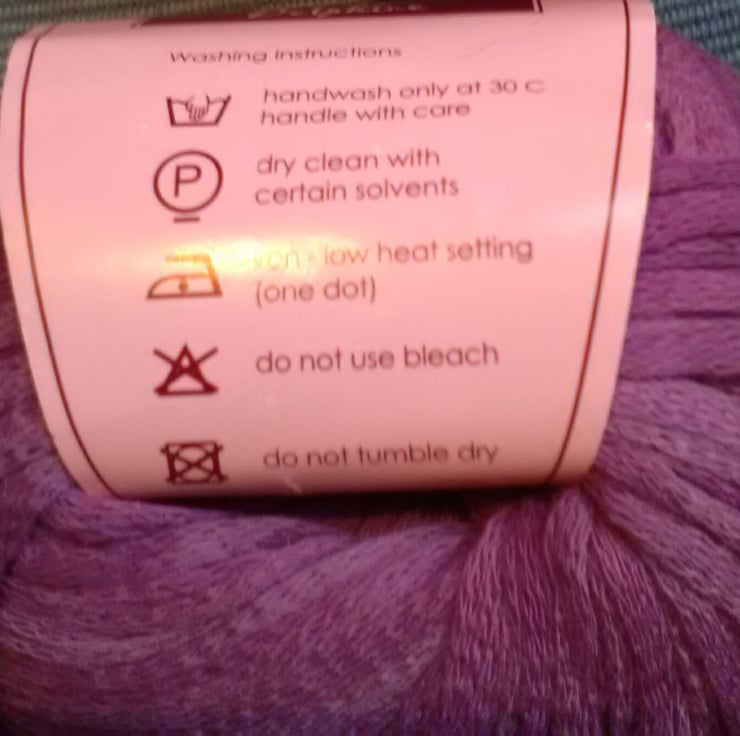 Washing instructions
handwash only at 30 C
handle with care
P
dry clean with
certain solvents
iron - low heat setting
(one dot)
do not use bleach
do not tumble dry